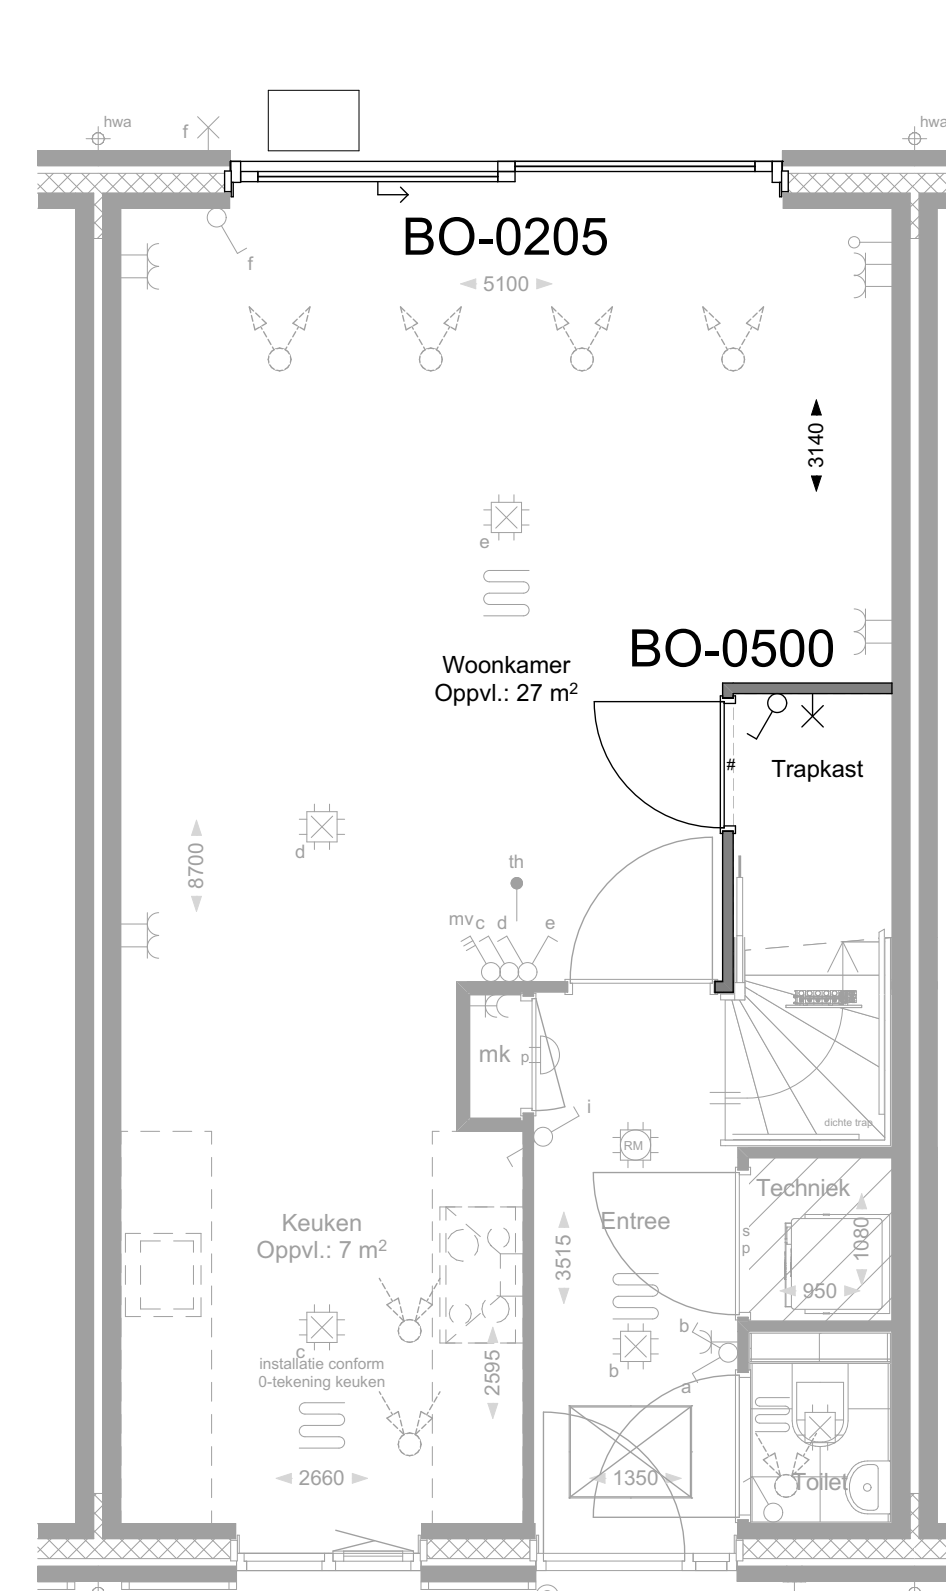 hwa
f
hwa
BO-0205
f
5100
3140
e
BO-0500
Woonkamer
Oppvl.: 27 m²
#
Trapkast
d
8700
th
mv c d e
mk
p
i
dichte trap
RM
Techniek
Keuken
Oppvl.: 7 m²
Entree
s
p
3515
1080
950
c
installatie conform
0-tekening keuken
b
b
a
2595
2660
1350
Toilet